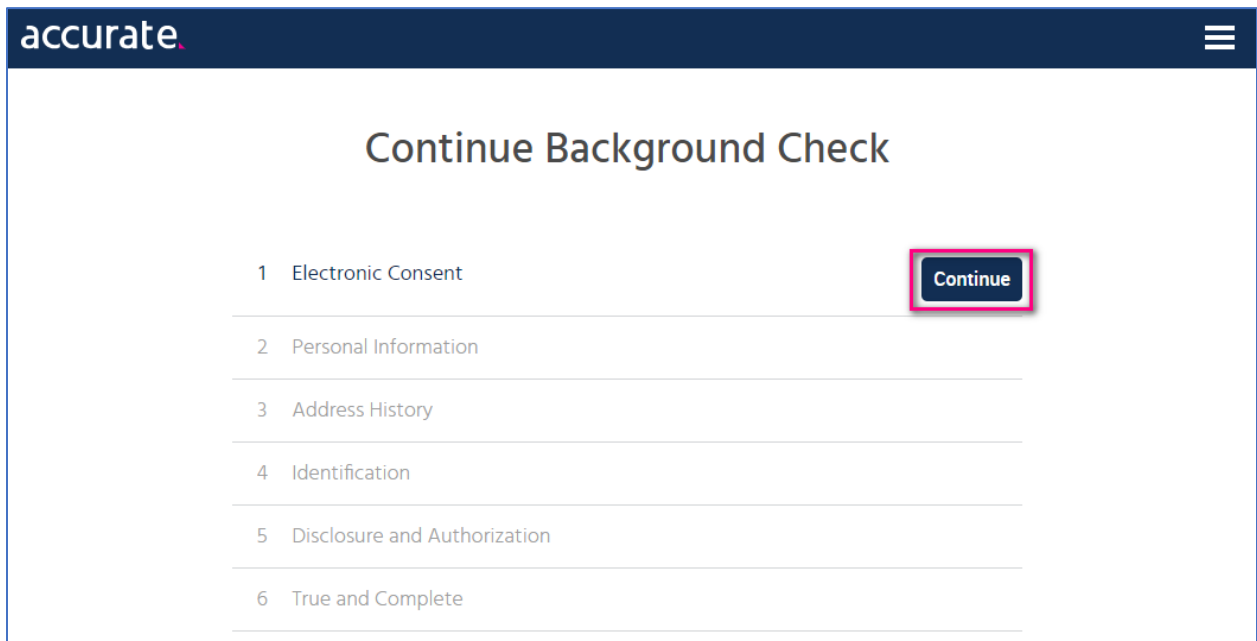 accurate.
Continue Background Check
1 Electronic Consent Continue
2 Personal Information
3 Address History
4 Identification
5 Disclosure and Authorization
6 True and Complete